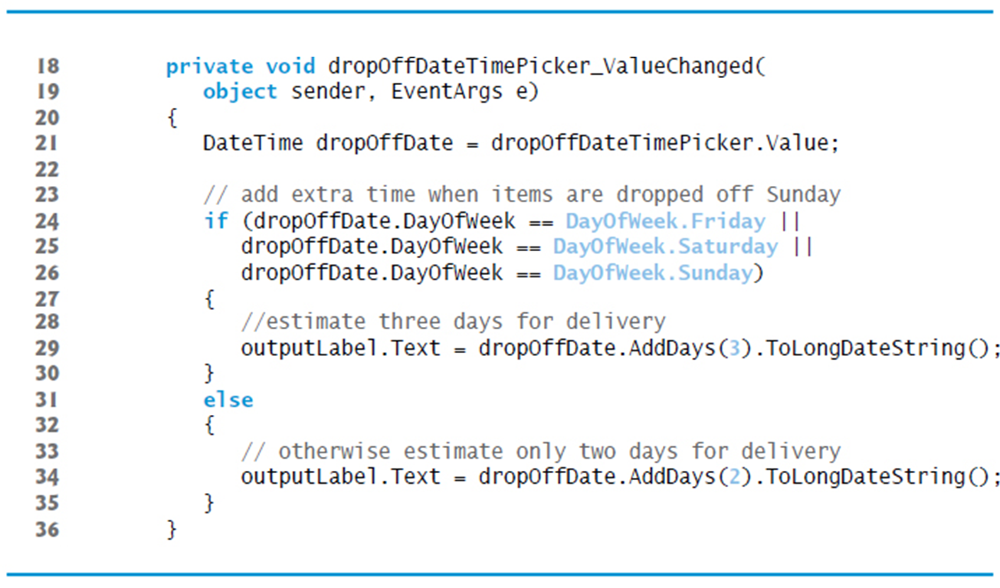 18 private void dropOffDateTimePicker_ValueChanged(
19 object sender, EventArgs e)
20 {
21 DateTime dropOffDate = dropOffDateTimePicker.Value;
22
23 // add extra time when items are dropped off Sunday
24 if (dropOffDate.DayOfWeek == DayOfWeek.Friday ||
25 dropOffDate.DayOfWeek == DayOfWeek.Saturday ||
26 dropOffDate.DayOfWeek == DayOfWeek.Sunday)
27 {
28 //estimate three days for delivery
29 outputLabel.Text = dropOffDate.AddDays(3).ToLongDateString();
30 }
31 else
32 {
33 // otherwise estimate only two days for delivery
34 outputLabel.Text = dropOffDate.AddDays(2).ToLongDateString();
35 }
36 }